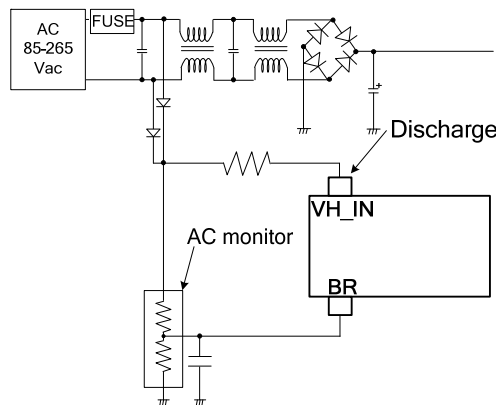 AC
85-265
Vac
FUSE
+
Discharge
VH_IN
AC monitor
BR